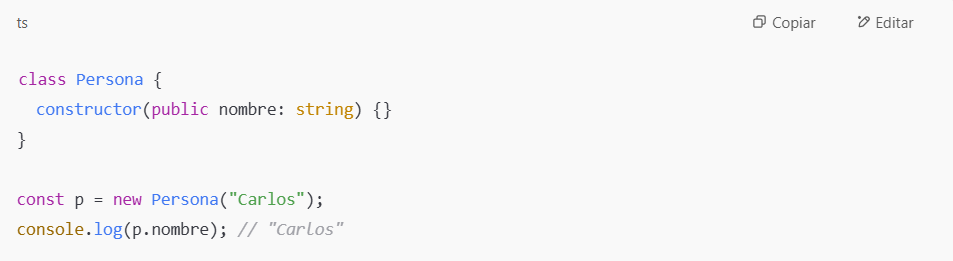 ts
Copiar
Editar
class Persona {
  constructor(public nombre: string) {}
}
const p = new Persona("Carlos");
console.log(p.nombre); // "Carlos"